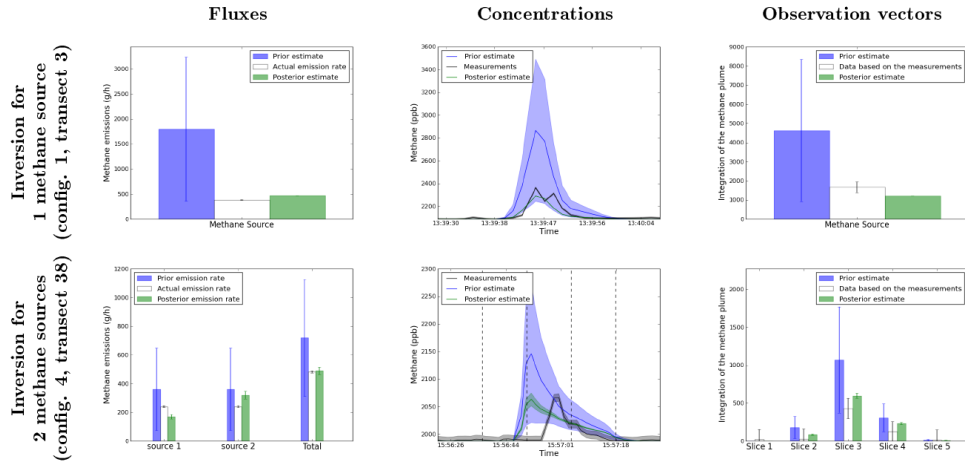 Fluxes
Concentrations
Observation vectors
Inversion for
1 methane source
(config. 1, transect 3)
Methane emissions (g/h)
3000
2500
2000
1500
1000
500
0
Prior estimate
Actual emission rate
Posterior estimate
Methane Source
Methane (ppb)
3600
3400
3200
3000
2800
2600
2400
2200
Prior estimate
Measurements
Posterior estimate
13:39:30
13:39:38
13:39:47
13:39:56
13:40:04
Time
Integration of the methane plume
9000
8000
7000
6000
5000
4000
3000
2000
1000
0
Prior estimate
Data based on the measurements
Posterior estimate
Methane Source
Inversion for
2 methane sources
(config. 4, transect 38)
Methane emissions (g/h)
1200
1000
800
600
400
200
0
Prior emission rate
Actual emission rate
Posterior emission rate
source 1
source 2
Total
Methane (ppb)
2300
2250
2200
2150
2100
2050
2000
Measurements
Prior estimate
Posterior estimate
15:56:26
15:56:44
15:57:01
15:57:18
Time
Integration of the methane plume
2000
1500
1000
500
0
Prior estimate
Data based on the measurements
Posterior estimate
Slice 1
Slice 2
Slice 3
Slice 4
Slice 5